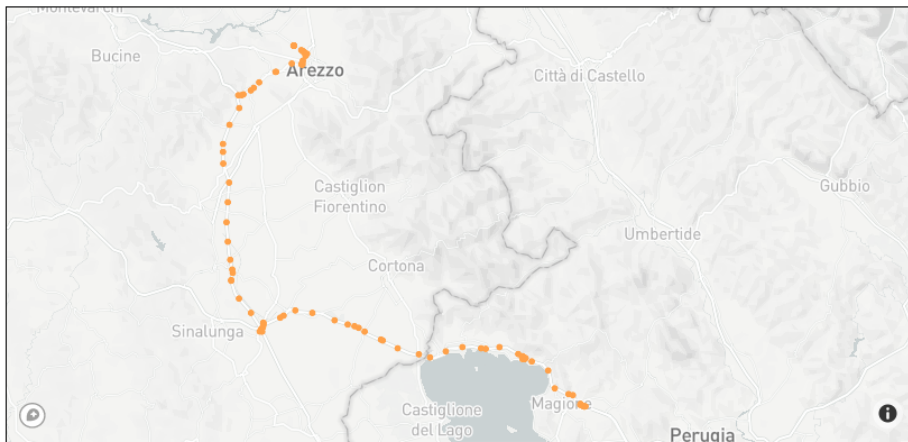 Montevarchi
Bucine
Arezzo
Città di Castello
Castiglion
Fiorentino
Gubbio
Umbertide
Cortona
Sinalunga
Castiglione
del Lago
Magione
Perugia